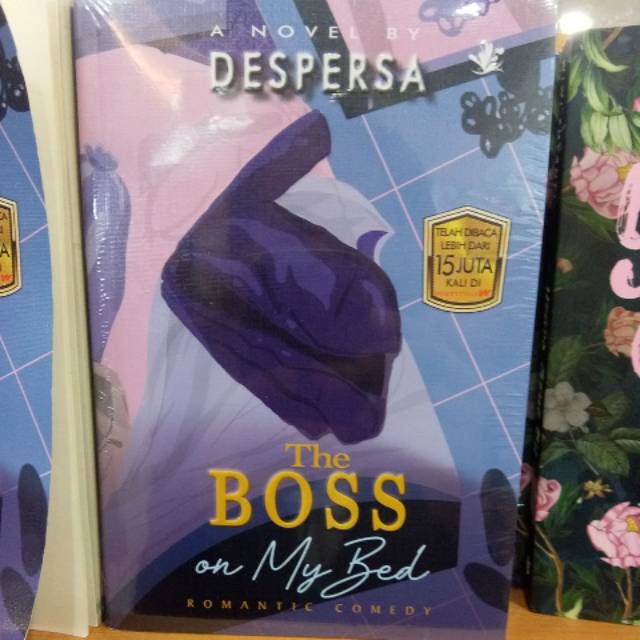 A NOVEL BY
DESPERSA
TELAH DIBACA
LEBIH DARI
15 JUTA
KALI DI
The
BOSS
on My Bed
ROMANTIC COMEDY